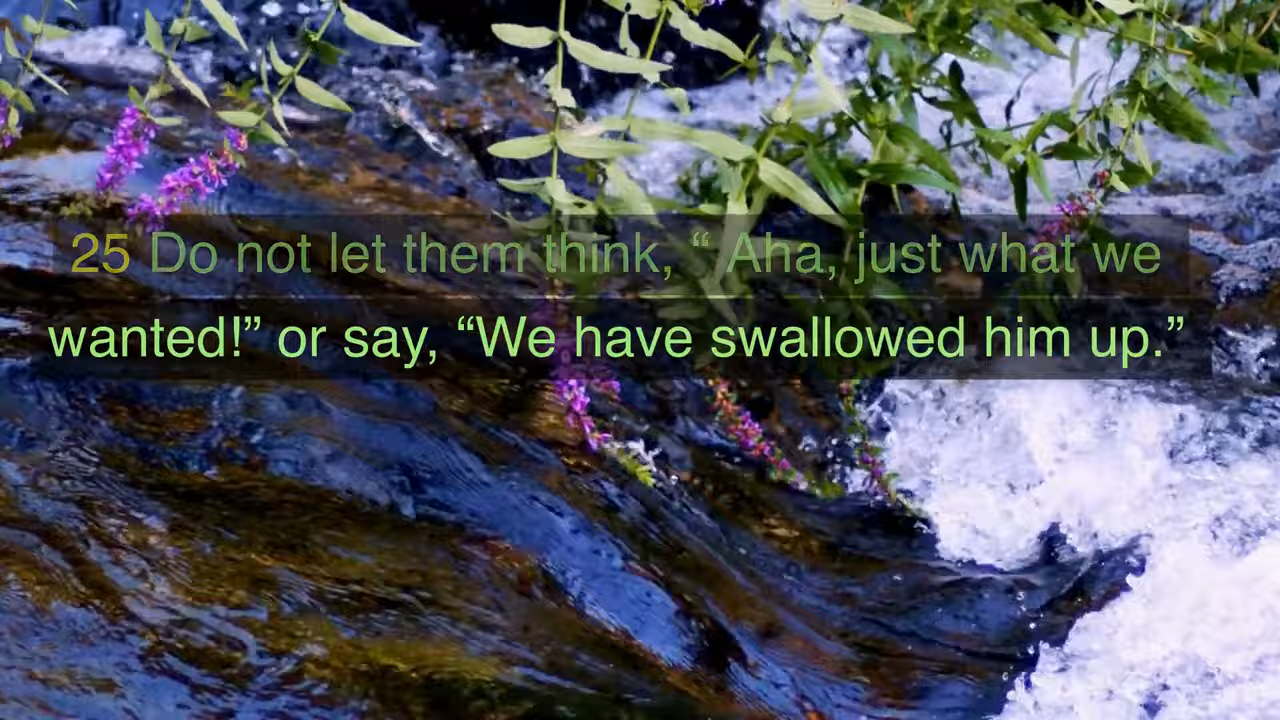 25 Do not let them think, “ Aha, just what we
wanted!” or say, “We have swallowed him up.”